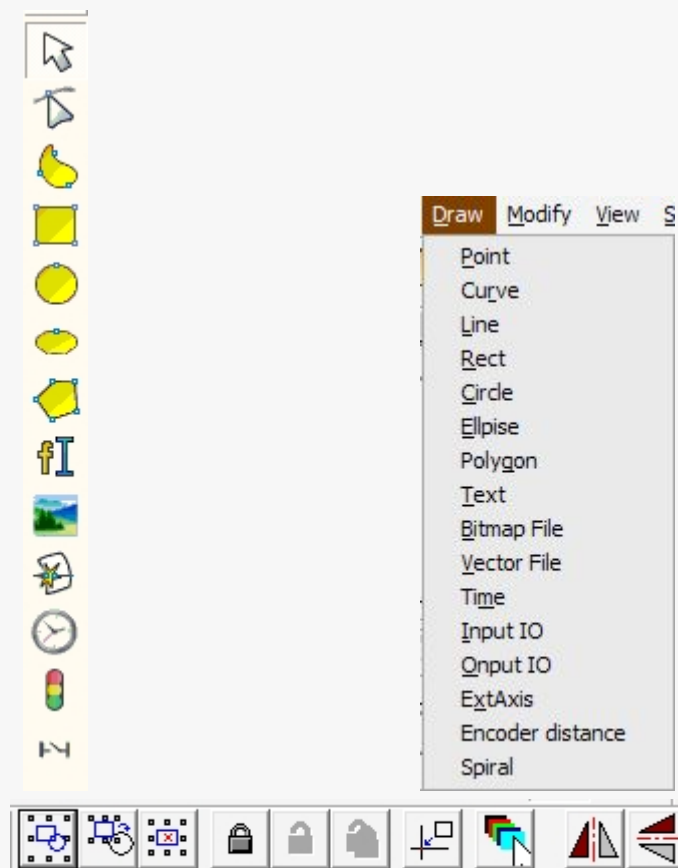 Draw Modify View S
Point
Curve
Line
Rect
Circle
Ellpise
Polygon
Text
Bitmap File
Vector File
Time
Input IO
Onput IO
ExtAxis
Encoder distance
Spiral